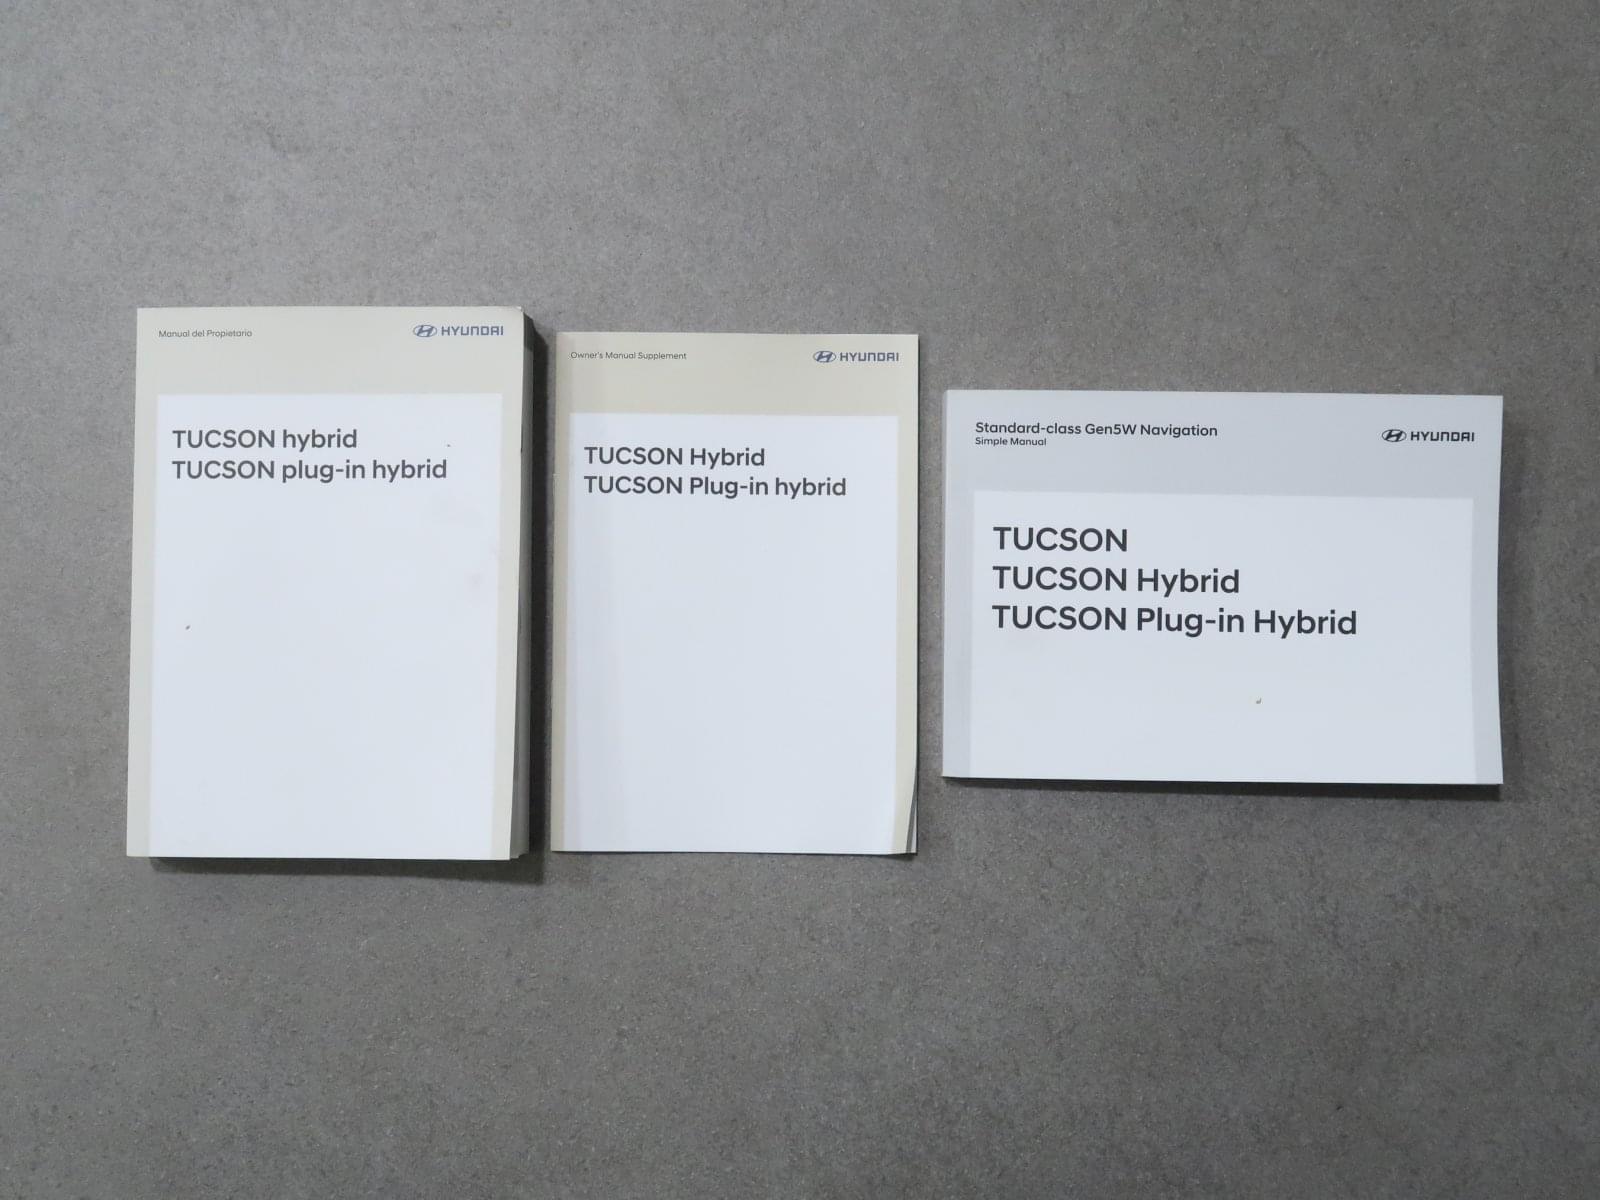 Manual del Propietario
HYUNDAI
TUCSON hybrid
TUCSON plug-in hybrid
Owner's Manual Supplement
HYUNDAI
TUCSON Hybrid
TUCSON Plug-in hybrid
Standard-class Gen5W Navigation
Simple Manual
HYUNDAI
TUCSON
TUCSON Hybrid
TUCSON Plug-in Hybrid